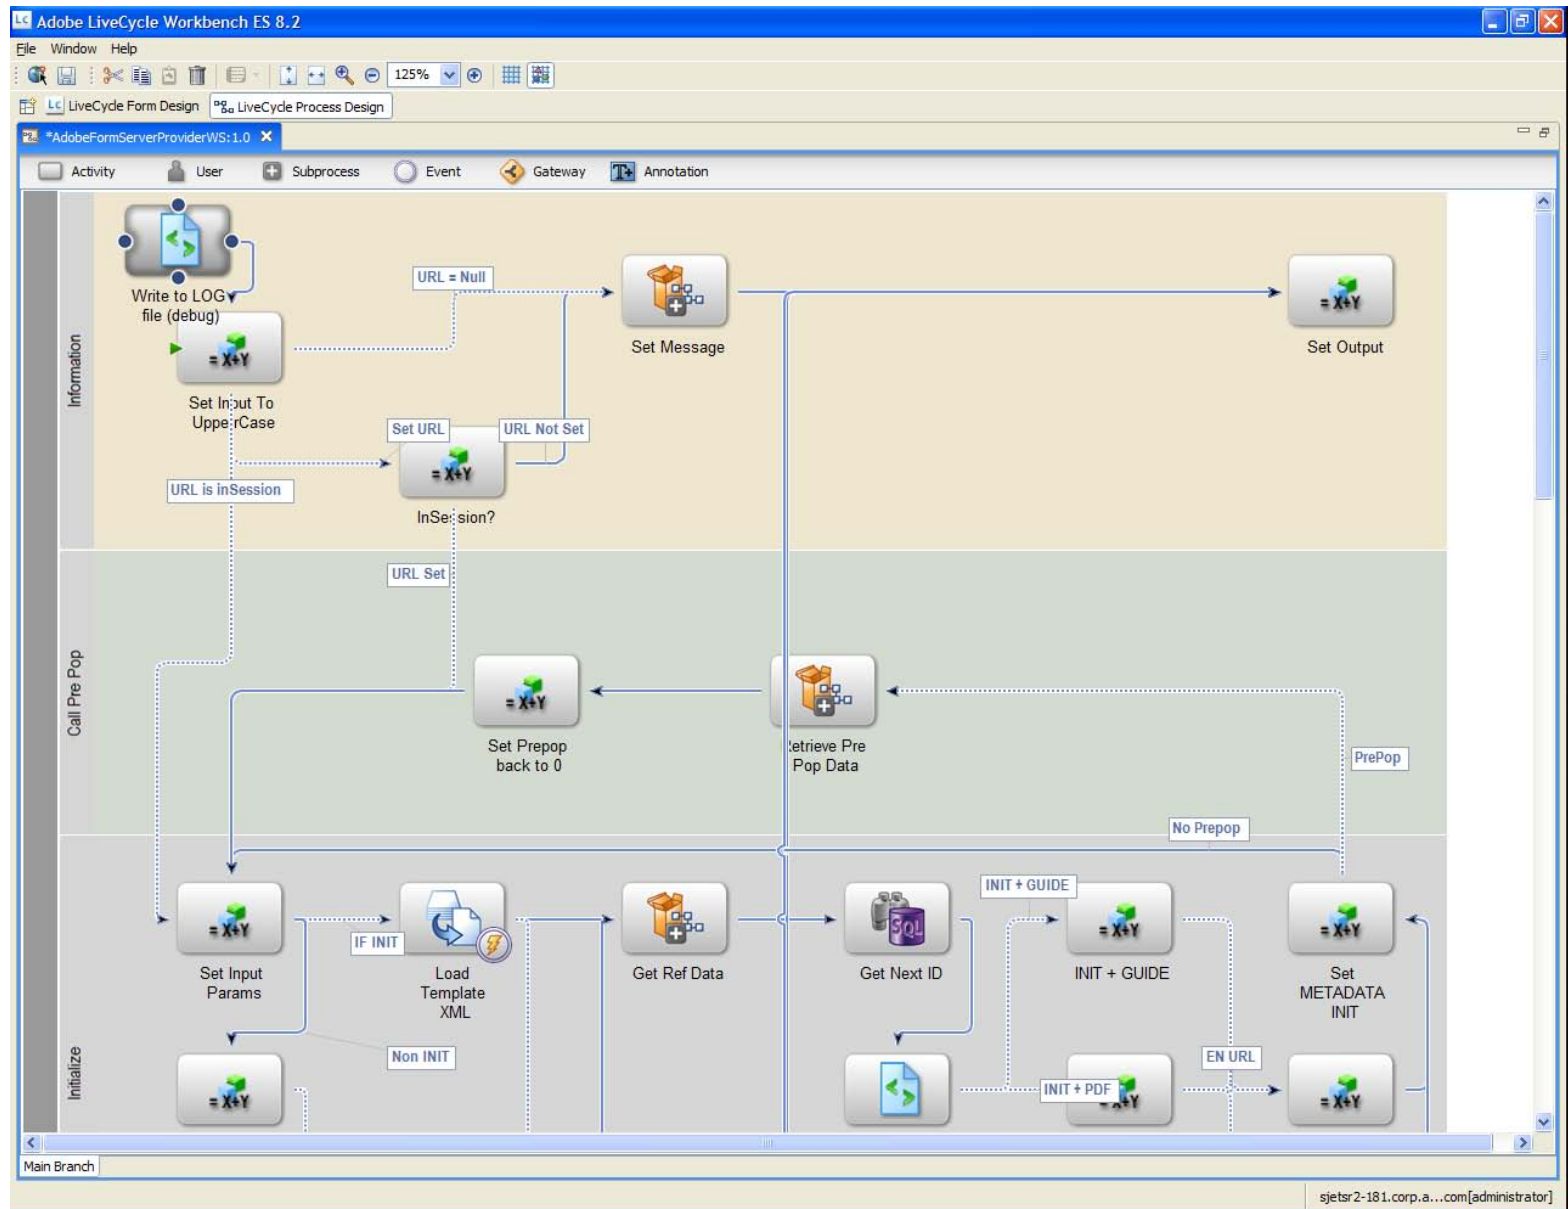 LC Adobe LiveCycle Workbench ES 8.2
File Window Help
125%
LC LiveCycle Form Design LiveCycle Process Design
*AdobeFormServerProviderWS:1.0
Activity User Subprocess Event Gateway T+ Annotation
Information
Write to LOG
file (debug)
URL = Null
= X+Y
Set Input To
UpperCase
Set Message
= X+Y
Set Output
Set URL
URL Not Set
= X+Y
InSession?
URL is inSession
Call Pre Pop
URL Set
= X+Y
Set Prepop
back to 0
Retrieve Pre
Pop Data
PrePop
No Prepop
Initialize
= X+Y
Set Input
Params
IF INIT
Load
Template
XML
Get Ref Data
SQL
Get Next ID
INIT + GUIDE
= X+Y
INIT + GUIDE
= X+Y
Set
METADATA
INIT
Non INIT
= X+Y
INIT + PDF
EN URL
= X+Y
Main Branch
sjetsr2-181.corp.a...com[administrator]